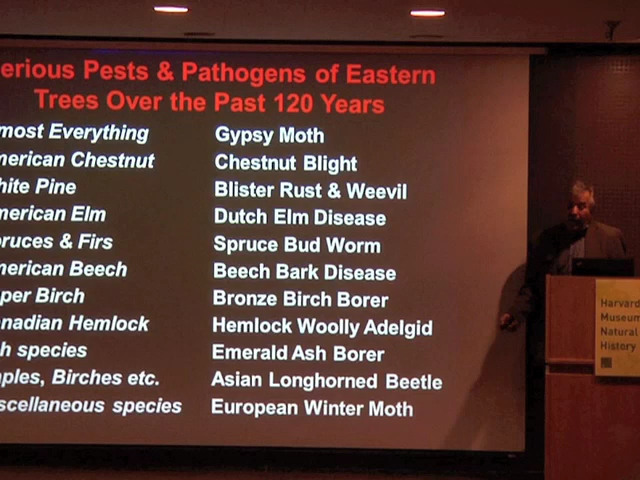 erious Pests & Pathogens of Eastern
Trees Over the Past 120 Years
most Everything Gypsy Moth
merican Chestnut Chestnut Blight
hite Pine Blister Rust & Weevil
merican Elm Dutch Elm Disease
pruces & Firs Spruce Bud Worm
merican Beech Beech Bark Disease
per Birch Bronze Birch Borer
nadian Hemlock Hemlock Woolly Adelgid
h species Emerald Ash Borer
ples, Birches etc. Asian Longhorned Beetle
scellaneous species European Winter Moth
Harvard
Museum
Natural
History